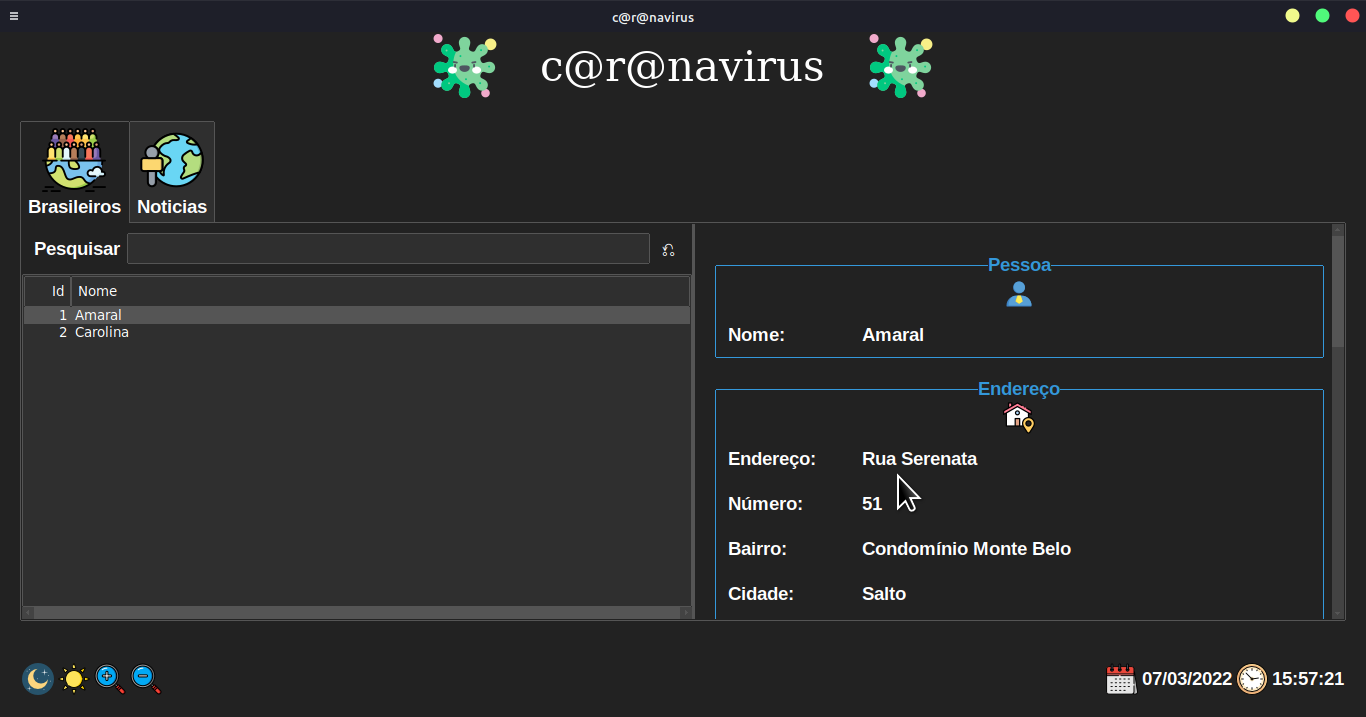 c@r@navirus
c@r@navirus
Brasileiros
Noticias
Pesquisar
Id Nome
1 Amaral
2 Carolina
Pessoa
Nome: Amaral
Endereço
Endereço: Rua Serenata
Número: 51
Bairro: Condomínio Monte Belo
Cidade: Salto
07/03/2022 15:57:21